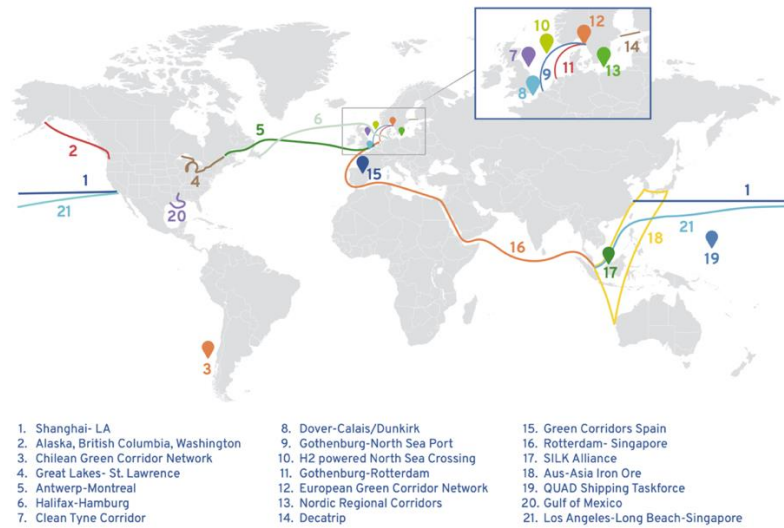 10
12
14
7
9
11
13
8
6
5
2
4
1
21
20
15
1
21
16
18
17
19
3
1. Shanghai- LA
2. Alaska, British Columbia, Washington
3. Chilean Green Corridor Network
4. Great Lakes- St. Lawrence
5. Antwerp-Montreal
6. Halifax-Hamburg
7. Clean Tyne Corridor
8. Dover-Calais/Dunkirk
9. Gothenburg-North Sea Port
10. H2 powered North Sea Crossing
11. Gothenburg-Rotterdam
12. European Green Corridor Network
13. Nordic Regional Corridors
14. Decatrip
15. Green Corridors Spain
16. Rotterdam- Singapore
17. SILK Alliance
18. Aus-Asia Iron Ore
19. QUAD Shipping Taskforce
20. Gulf of Mexico
21. Los Angeles-Long Beach-Singapore